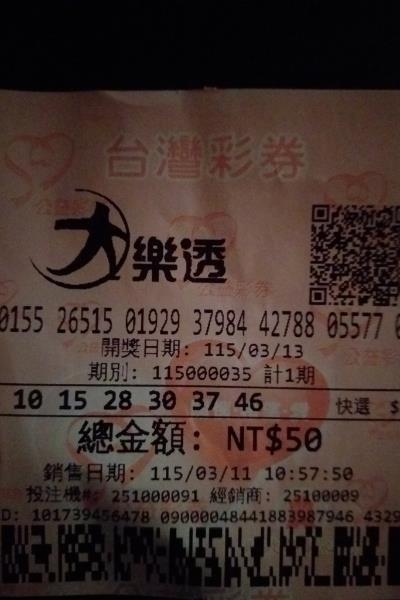 台灣彩券
大樂透
0155 26515 01929 37984 42788 05577
開獎日期: 115/03/13
期別: 115000035 計1期
10 15 28 30 37 46 快選 $
總金額: NT$50
銷售日期: 115/03/11 10:57:50
投注機#: 251000091 經銷商: 25100009
D: 101739456478 09000048441883987946 4329